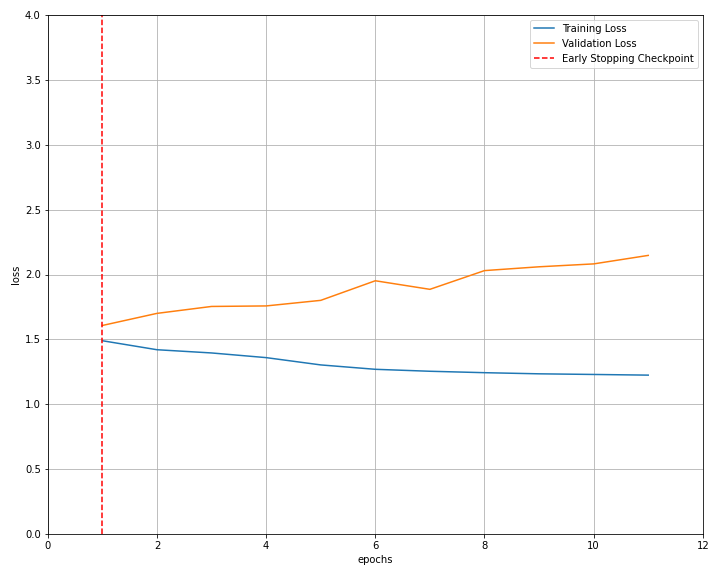 4.0
3.5
3.0
2.5
2.0
1.5
1.0
0.5
0.0
loss
Training Loss
Validation Loss
Early Stopping Checkpoint
0 2 4 6 8 10 12
epochs